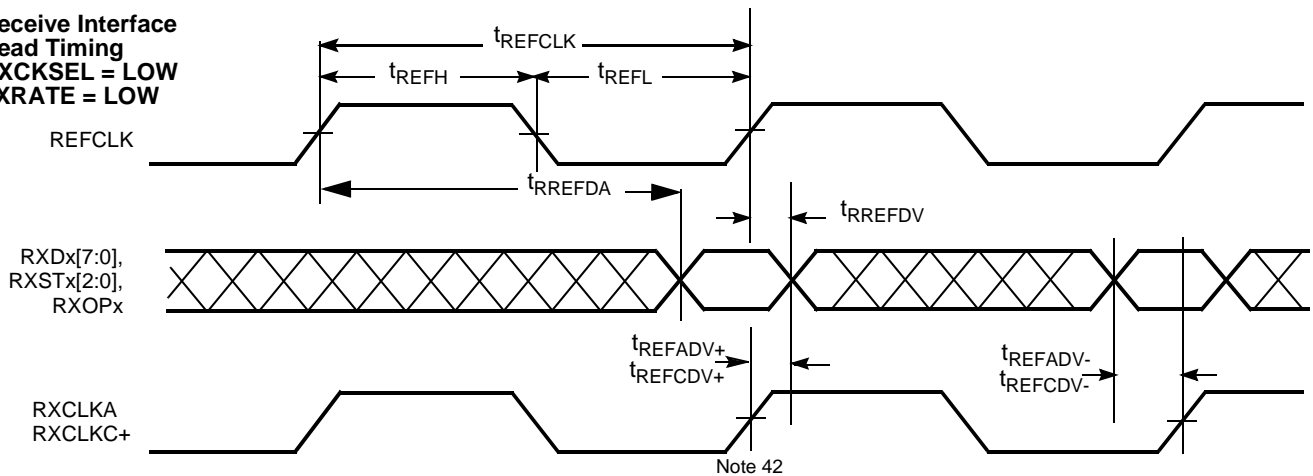 eceive Interface
ead Timing
XCKSEL = LOW
XRATE = LOW
tREFCLK
tREFH
tREFL
REFCLK
tRREFDA
tRREFDV
RXDx[7:0],
RXSTx[2:0],
RXOPx
tREFADV+
tREFCDV+
tREFADV-
tREFCDV-
RXCLKA
RXCLKC+
Note 42